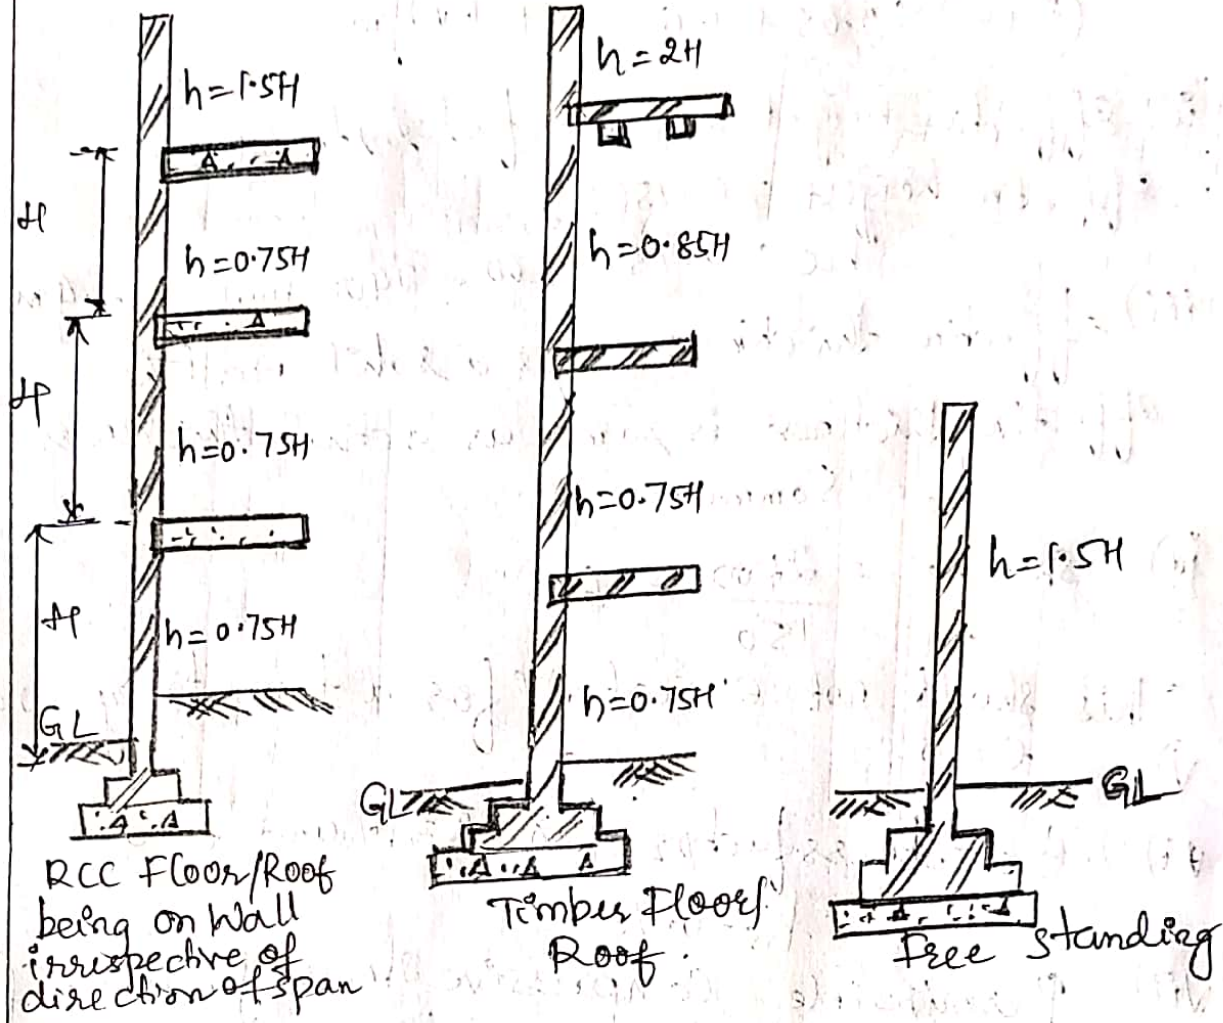 h=1.5H
H
h=0.75H
H
h=0.75H
H
h=0.75H
GL
RCC Floor/Roof
being on Wall
irrespective of
direction of span
h=2H
h=0.85H
h=0.75H
h=0.75H
GL
Timber Floor/
Roof
h=1.5H
GL
Free standing